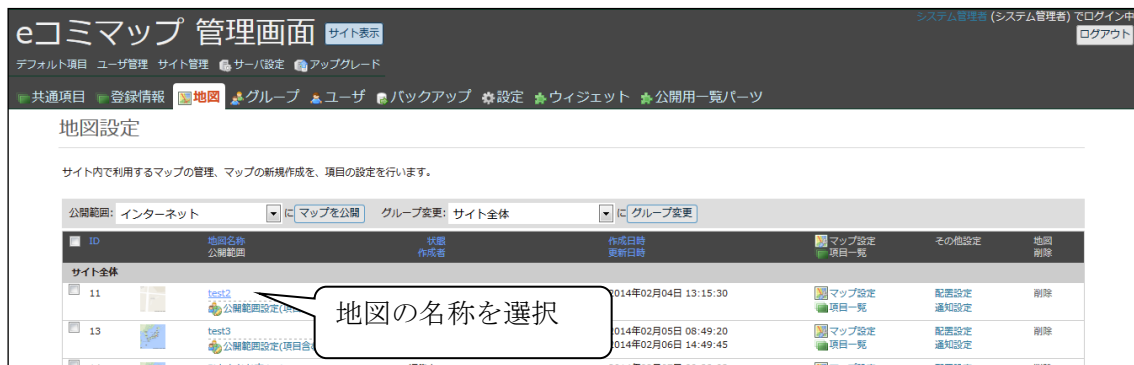 eコミマップ 管理画面 サイト表示
システム管理者 (システム管理者) でログイン中
ログアウト
デフォルト項目 ユーザ管理 サイト管理 サーバ設定 アップグレード
共通項目 登録情報 地図 グループ ユーザ バックアップ 設定 ウィジェット 公開用一覧パーツ
地図設定
サイト内で利用するマップの管理、マップの新規作成を、項目の設定を行います。
公開範囲: インターネット に マップを公開 グループ変更: サイト全体 に グループ変更
ID 地図名称 状態 作成日時 マップ設定 その他設定 地図
公開範囲 作成者 更新日時 項目一覧 削除
サイト全体
11 test2 2014年02月04日 13:15:30 マップ設定 配置設定 削除
公開範囲設定(項目 項目一覧 通知設定
地図の名称を選択
13 test3 2014年02月05日 08:49:20 マップ設定 配置設定 削除
公開範囲設定(項目含 2014年02月06日 14:49:45 項目一覧 通知設定